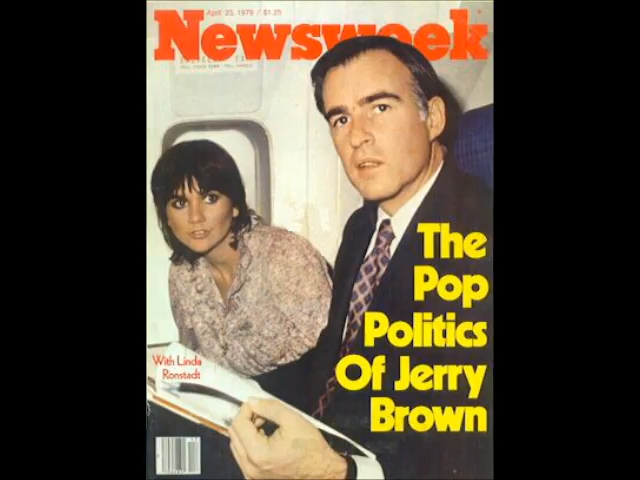 April 23, 1979 / $1.25
Newsweek
The
Pop
Politics
Of Jerry
Brown
With Linda
Ronstadt